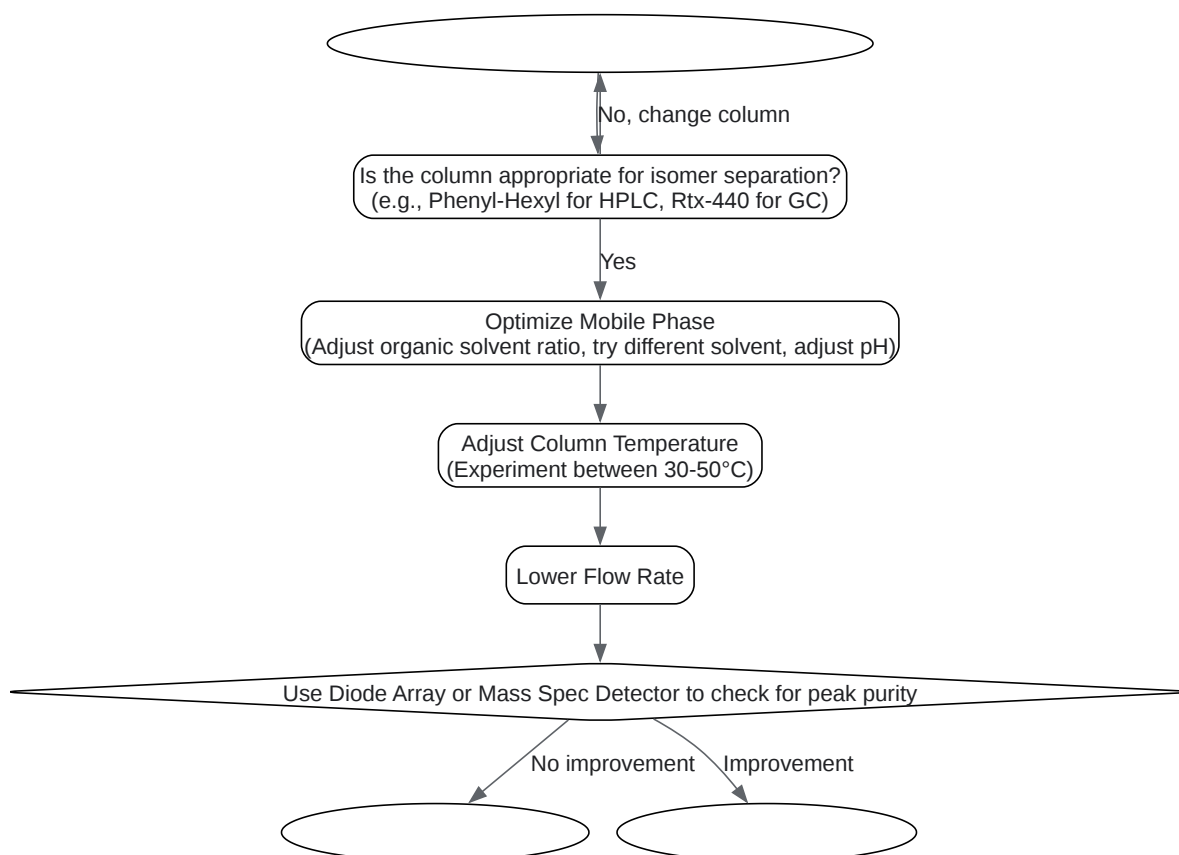 No, change column
Is the column appropriate for isomer separation?
(e.g., Phenyl-Hexyl for HPLC, Rtx-440 for GC)
Yes
Optimize Mobile Phase
(Adjust organic solvent ratio, try different solvent, adjust pH)
Adjust Column Temperature
(Experiment between 30-50°C)
Lower Flow Rate
Use Diode Array or Mass Spec Detector to check for peak purity
No improvement
Improvement